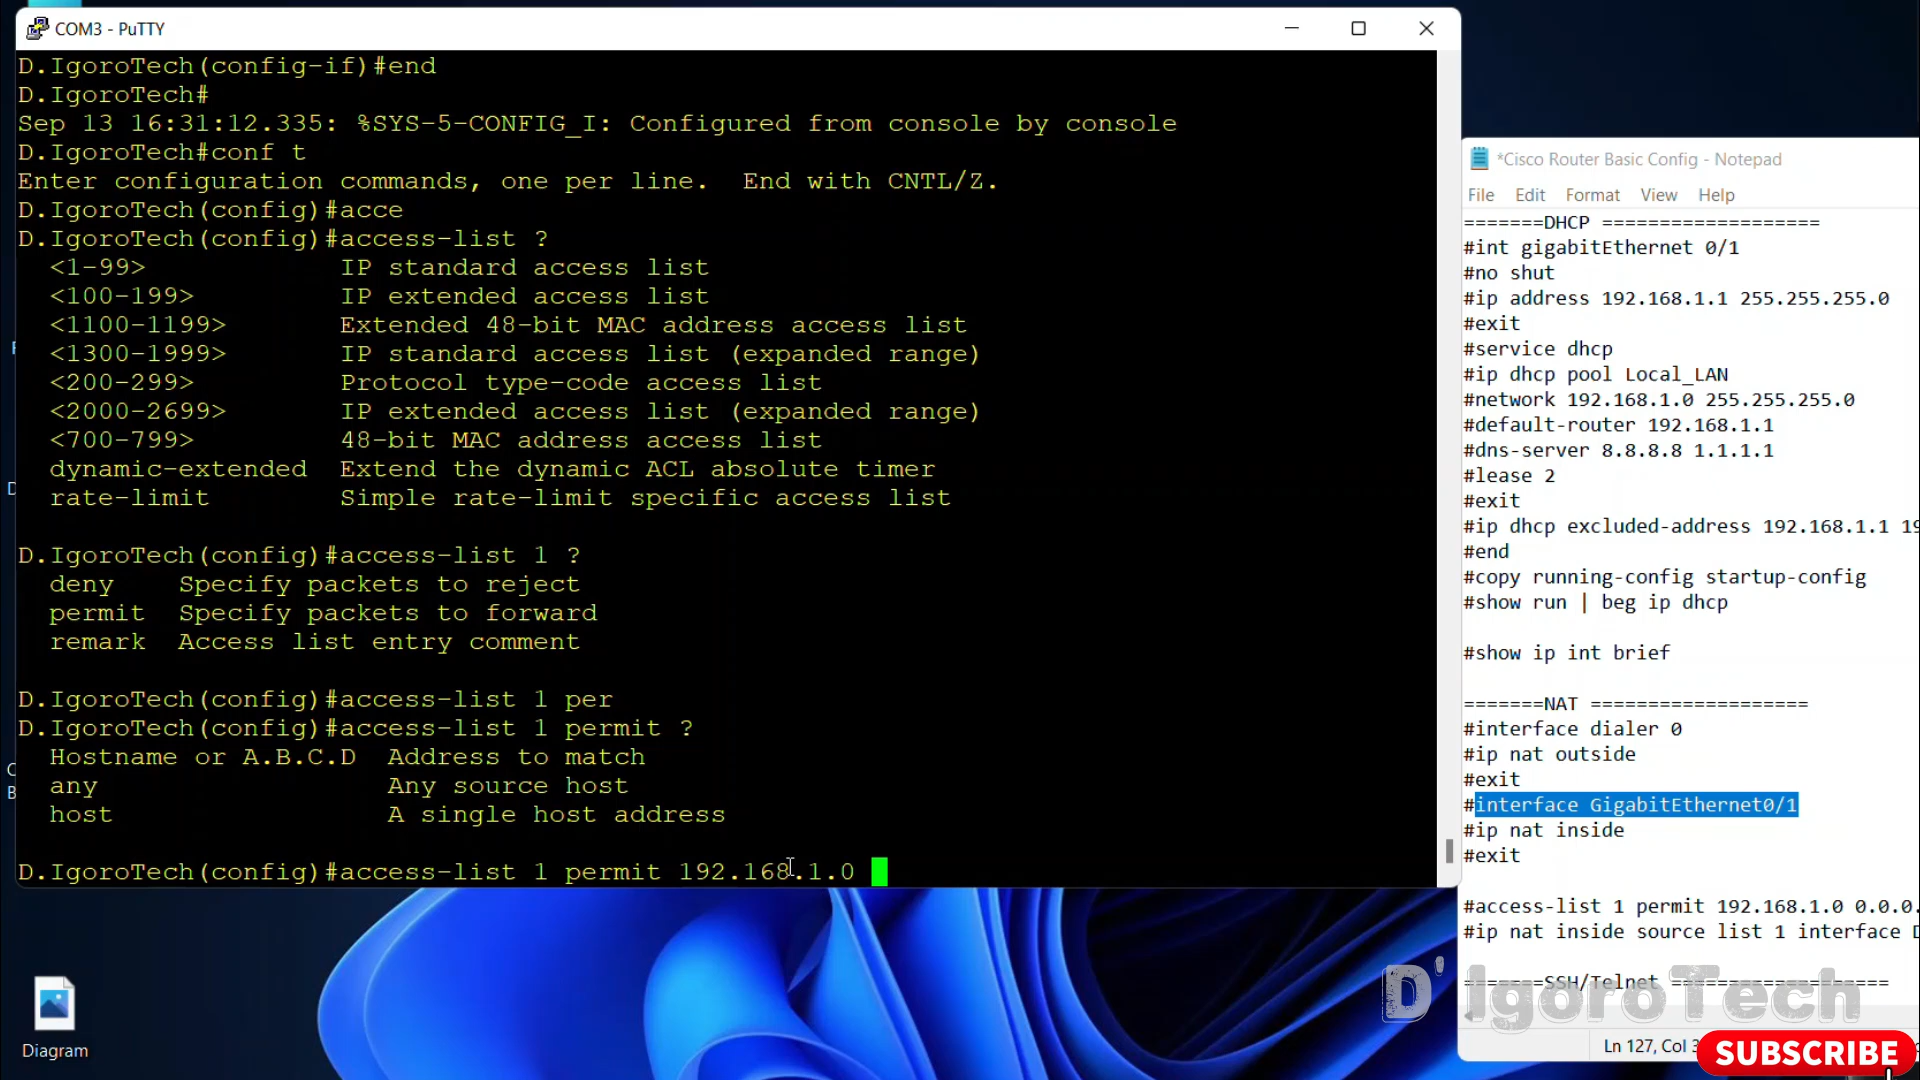 COM3 - PuTTY
D.IgoroTech(config-if)#end
D.IgoroTech#
Sep 13 16:31:12.335: %SYS-5-CONFIG_I: Configured from console by console
D.IgoroTech#conf t
Enter configuration commands, one per line.  End with CNTL/Z.
D.IgoroTech(config)#acce
D.IgoroTech(config)#access-list ?
<1-99> IP standard access list
<100-199> IP extended access list
<1100-1199> Extended 48-bit MAC address access list
<1300-1999> IP standard access list (expanded range)
<200-299> Protocol type-code access list
<2000-2699> IP extended access list (expanded range)
<700-799> 48-bit MAC address access list
dynamic-extended Extend the dynamic ACL absolute timer
rate-limit Simple rate-limit specific access list
D.IgoroTech(config)#access-list 1 ?
deny Specify packets to reject
permit Specify packets to forward
remark Access list entry comment
D.IgoroTech(config)#access-list 1 per
D.IgoroTech(config)#access-list 1 permit ?
Hostname or A.B.C.D Address to match
any Any source host
host A single host address
D.IgoroTech(config)#access-list 1 permit 192.168.1.0
*Cisco Router Basic Config - Notepad
File Edit Format View Help
=======DHCP ===================
#int gigabitEthernet 0/1
#no shut
#ip address 192.168.1.1 255.255.255.0
#exit
#service dhcp
#ip dhcp pool Local_LAN
#network 192.168.1.0 255.255.255.0
#default-router 192.168.1.1
#dns-server 8.8.8.8 1.1.1.1
#lease 2
#exit
#ip dhcp excluded-address 192.168.1.1 19
#end
#copy running-config startup-config
#show run | beg ip dhcp
#show ip int brief
=======NAT ===================
#interface dialer 0
#ip nat outside
#exit
#interface GigabitEthernet0/1
#ip nat inside
#exit
#access-list 1 permit 192.168.1.0 0.0.0.
#ip nat inside source list 1 interface D
======SSH/Telnet ===================
D'IgoroTech
Ln 127, Col
SUBSCRIBE
Diagram